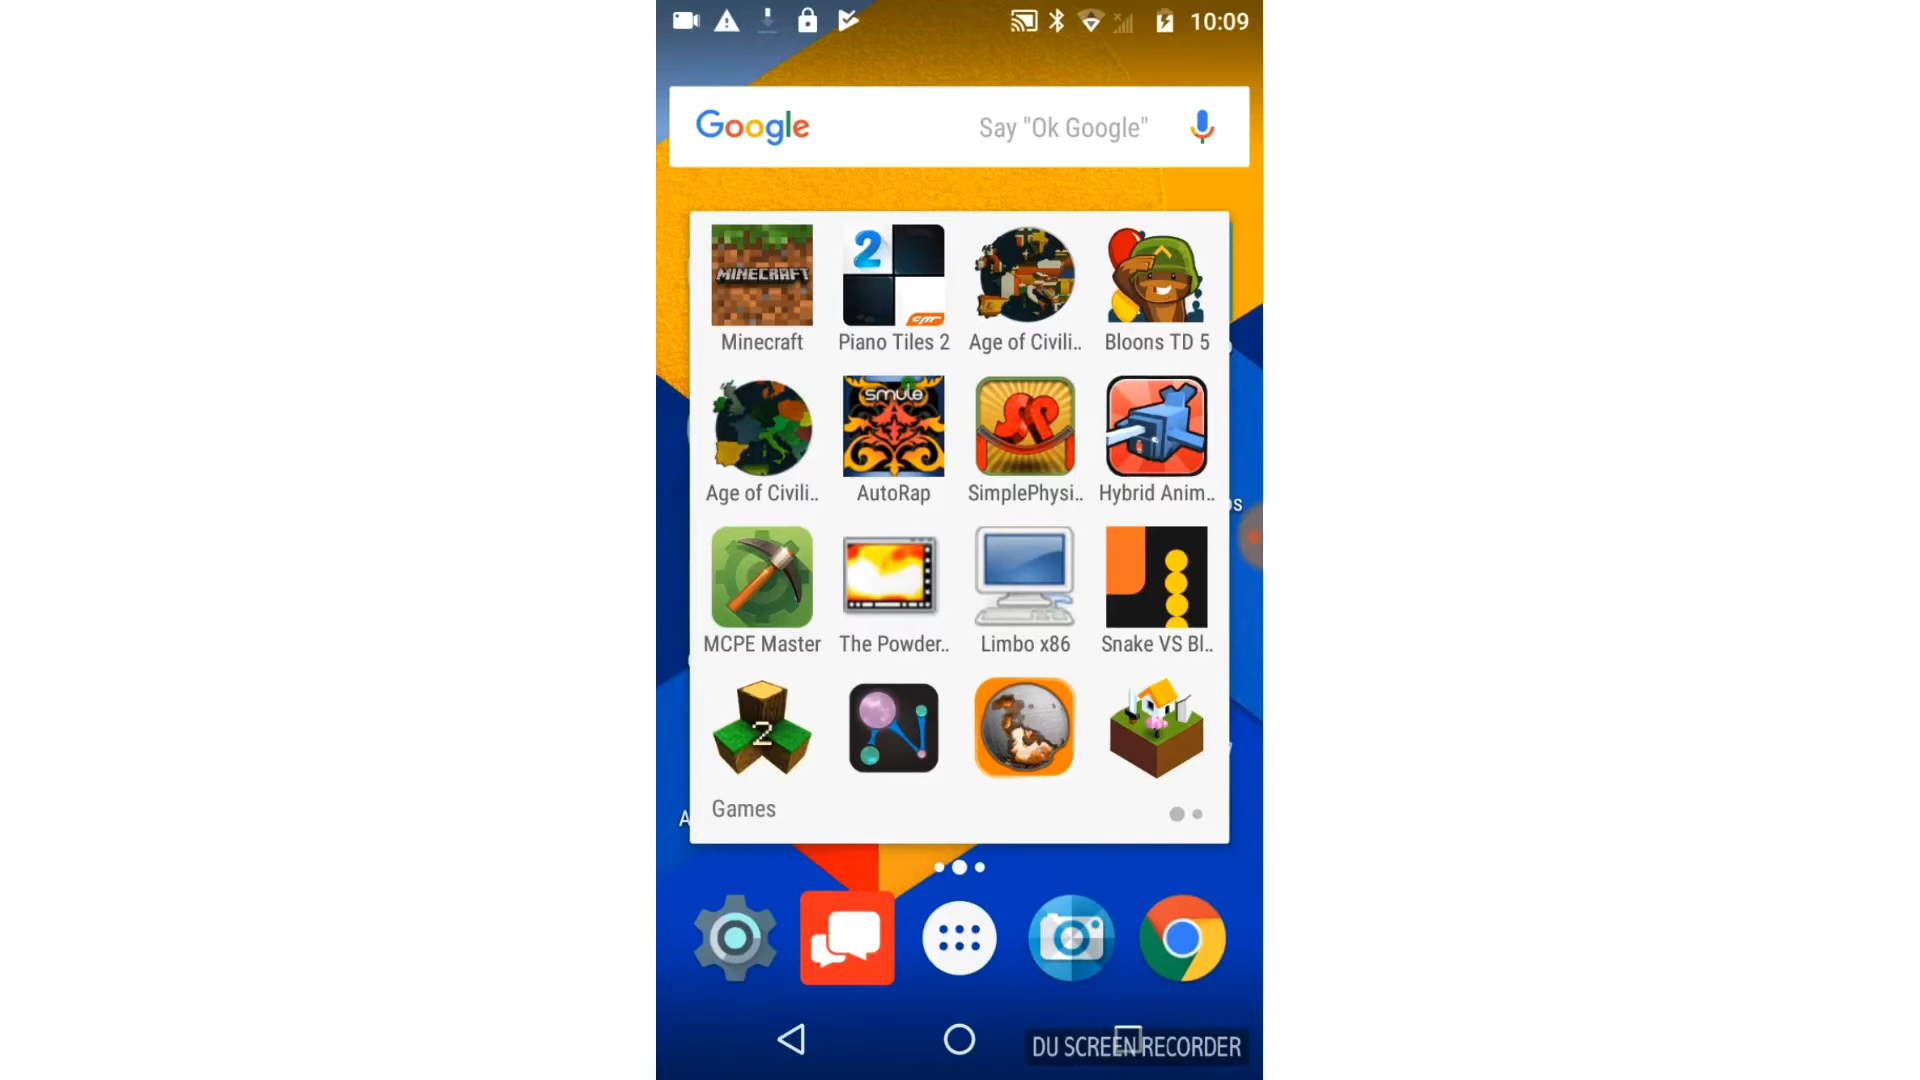 10:09
Google Say "Ok Google"
MINECRAFT
2
Minecraft Piano Tiles 2 Age of Civili.. Bloons TD 5
smule
Age of Civili.. AutoRap SimplePhysi.. Hybrid Anim..
s
MCPE Master The Powder.. Limbo x86 Snake VS Bl..
2
Games
A
DU SCREEN RECORDER